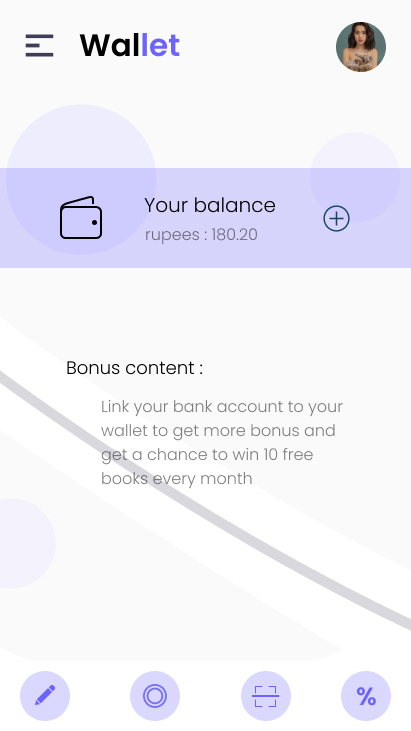 Wallet
Your balance
rupees : 180.20
Bonus content :
Link your bank account to your
wallet to get more bonus and
get a chance to win 10 free
books every month
%